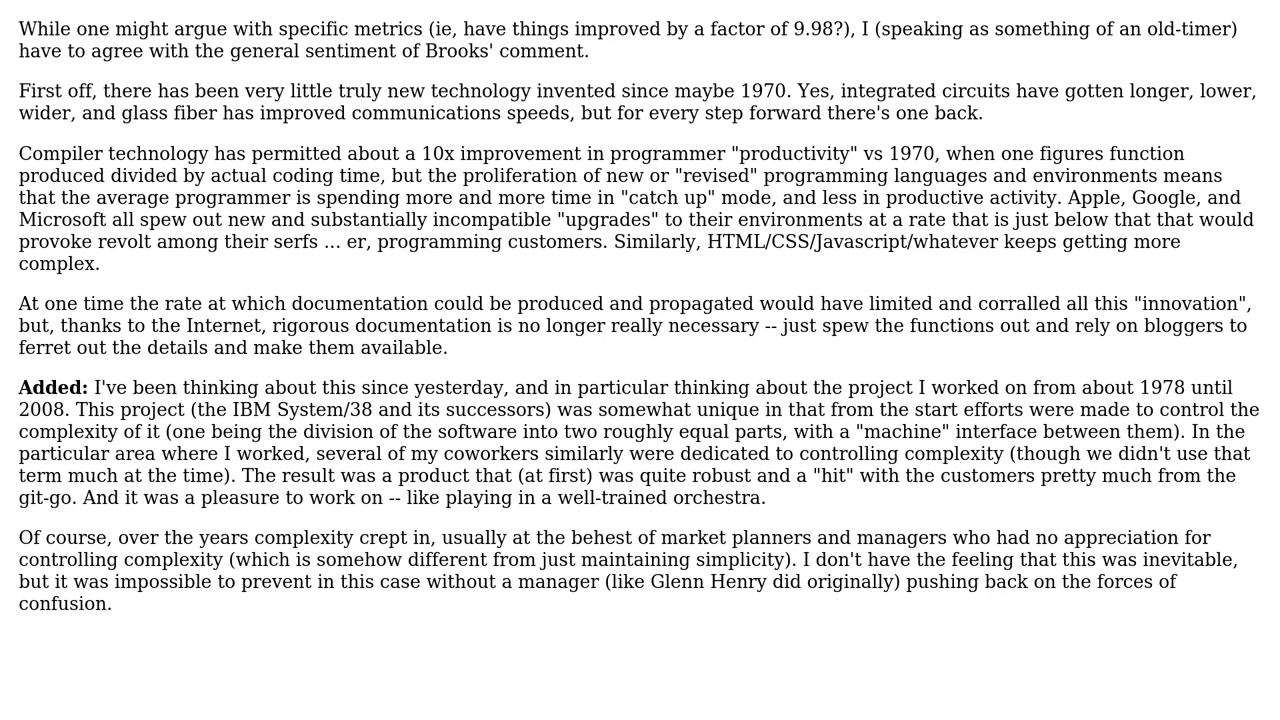 While one might argue with specific metrics (ie, have things improved by a factor of 9.98?), I (speaking as something of an old-timer)
have to agree with the general sentiment of Brooks' comment.
First off, there has been very little truly new technology invented since maybe 1970. Yes, integrated circuits have gotten longer, lower,
wider, and glass fiber has improved communications speeds, but for every step forward there's one back.
Compiler technology has permitted about a 10x improvement in programmer "productivity" vs 1970, when one figures function
produced divided by actual coding time, but the proliferation of new or "revised" programming languages and environments means
that the average programmer is spending more and more time in "catch up" mode, and less in productive activity. Apple, Google, and
Microsoft all spew out new and substantially incompatible "upgrades" to their environments at a rate that is just below that that would
provoke revolt among their serfs ... er, programming customers. Similarly, HTML/CSS/Javascript/whatever keeps getting more
complex.
At one time the rate at which documentation could be produced and propagated would have limited and corralled all this "innovation",
but, thanks to the Internet, rigorous documentation is no longer really necessary -- just spew the functions out and rely on bloggers to
ferret out the details and make them available.
Added: I've been thinking about this since yesterday, and in particular thinking about the project I worked on from about 1978 until
2008. This project (the IBM System/38 and its successors) was somewhat unique in that from the start efforts were made to control the
complexity of it (one being the division of the software into two roughly equal parts, with a "machine" interface between them). In the
particular area where I worked, several of my coworkers similarly were dedicated to controlling complexity (though we didn't use that
term much at the time). The result was a product that (at first) was quite robust and a "hit" with the customers pretty much from the
git-go. And it was a pleasure to work on -- like playing in a well-trained orchestra.
Of course, over the years complexity crept in, usually at the behest of market planners and managers who had no appreciation for
controlling complexity (which is somehow different from just maintaining simplicity). I don't have the feeling that this was inevitable,
but it was impossible to prevent in this case without a manager (like Glenn Henry did originally) pushing back on the forces of
confusion.